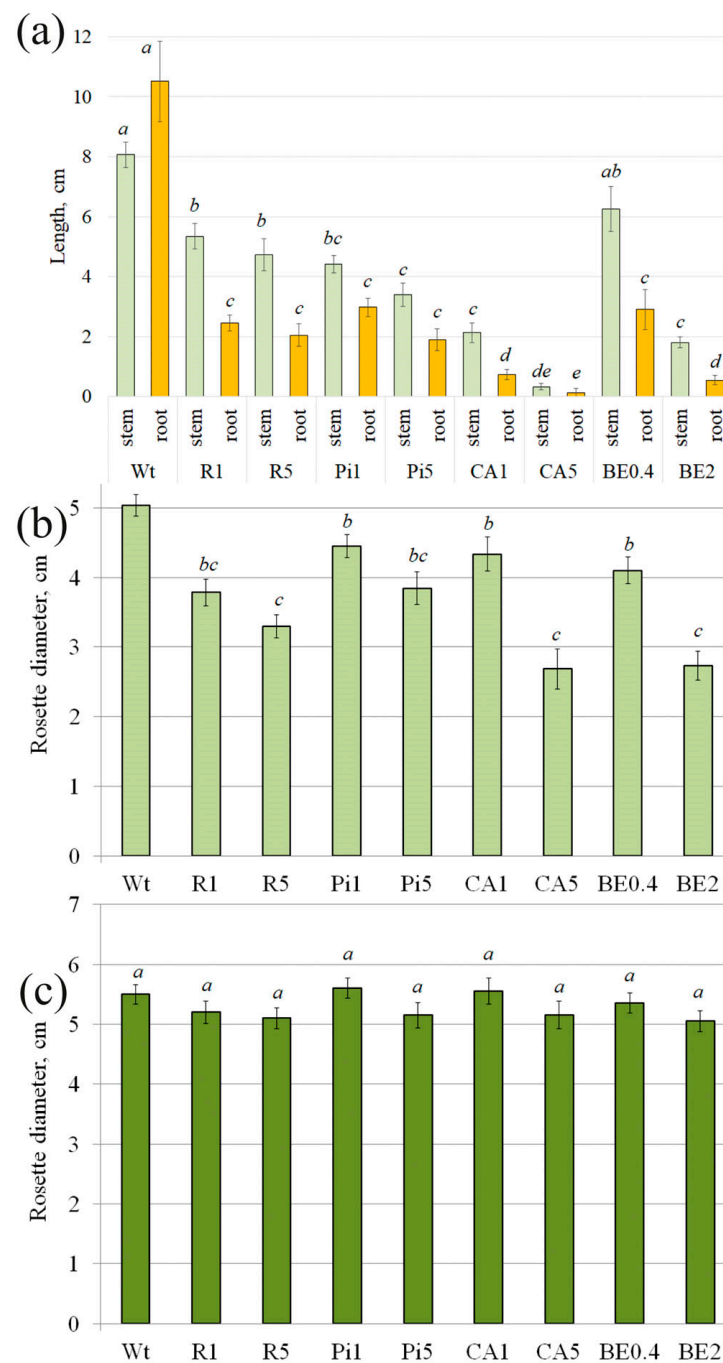 (a)
12
10
8
6
4
2
0
Length, cm
a a b c b c bc c c c c d de e ab c c d
stem root stem root stem root stem root stem root stem root stem root stem root stem root
Wt R1 R5 Pi1 Pi5 CA1 CA5 BE0.4 BE2
(b)
5
4
3
2
1
0
Rosette diameter, cm
bc c b bc b c b c
Wt R1 R5 Pi1 Pi5 CA1 CA5 BE0.4 BE2
(c)
7
6
5
4
3
2
1
0
Rosette diameter, cm
a a a a a a a a a
Wt R1 R5 Pi1 Pi5 CA1 CA5 BE0.4 BE2